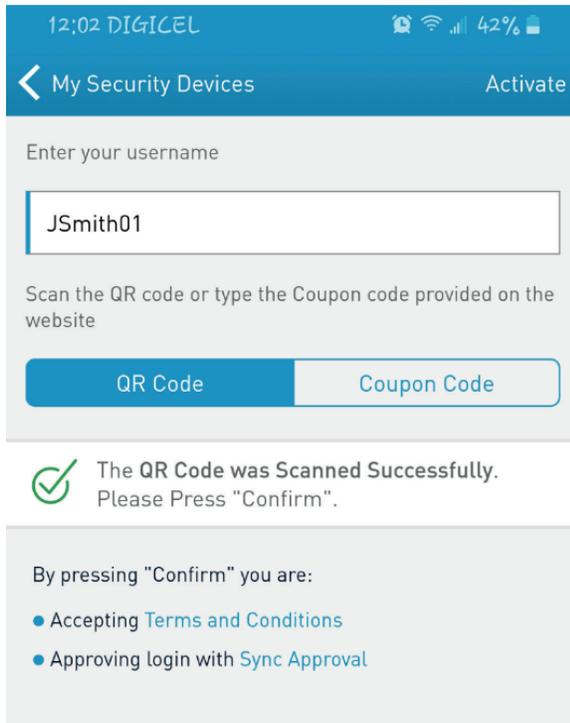 12:02 DIGICEL 42%
My Security Devices Activate
Enter your username
JSmith01
Scan the QR code or type the Coupon code provided on the
website
QR Code Coupon Code
The QR Code was Scanned Successfully.
Please Press "Confirm".
By pressing "Confirm" you are:
Accepting Terms and Conditions
Approving login with Sync Approval